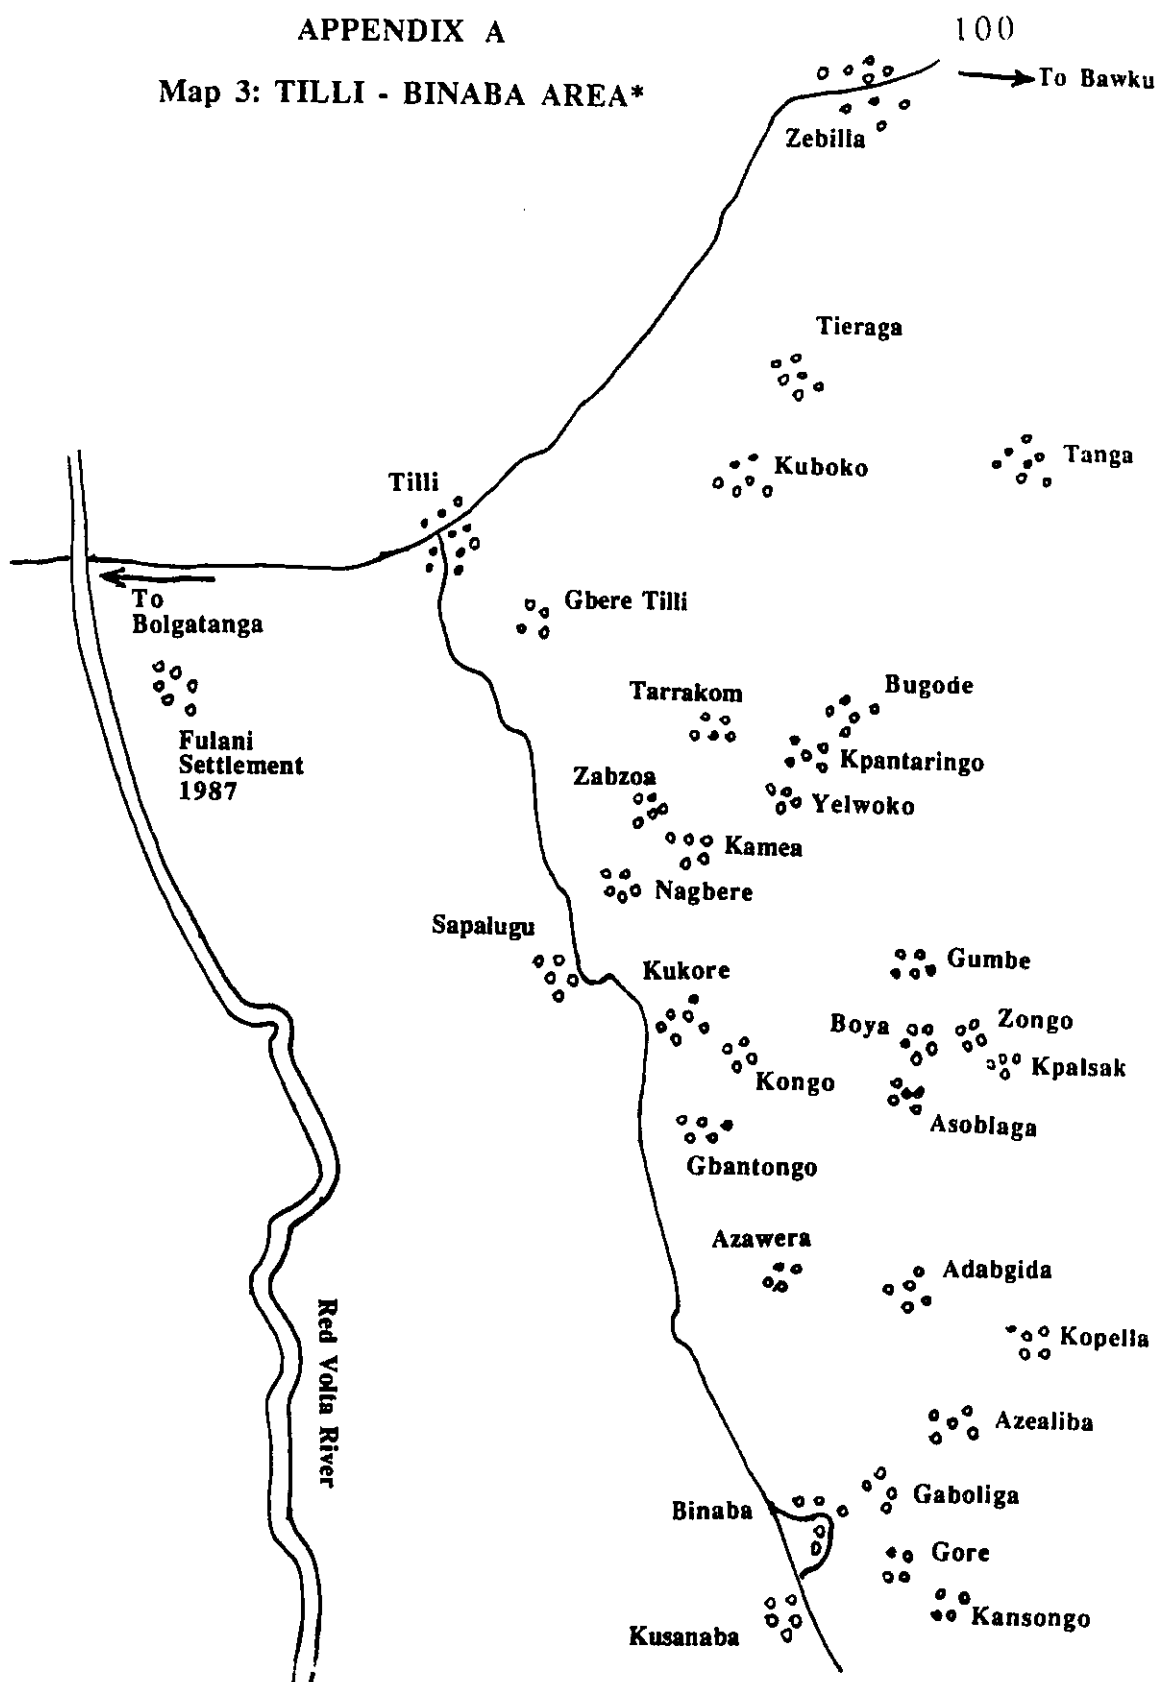 APPENDIX A
100
Map 3: TILLI - BINABA AREA*
To Bawku
Zebilla
Tieraga
Kuboko
Tanga
Tilli
To
Bolgatanga
Gbere Tilli
Fulani
Settlement
1987
Tarrakom
Bugode
Kpantaringo
Zabzoa
Yelwoko
Kamea
Nagbere
Sapalugu
Kukore
Gumbe
Boya
Zongo
Kongo
Kpalsak
Asoblaga
Gbantongo
Azawera
Adabgida
Red Volta River
Kopella
Azealiba
Binaba
Gaboliga
Gore
Kusanaba
Kansongo